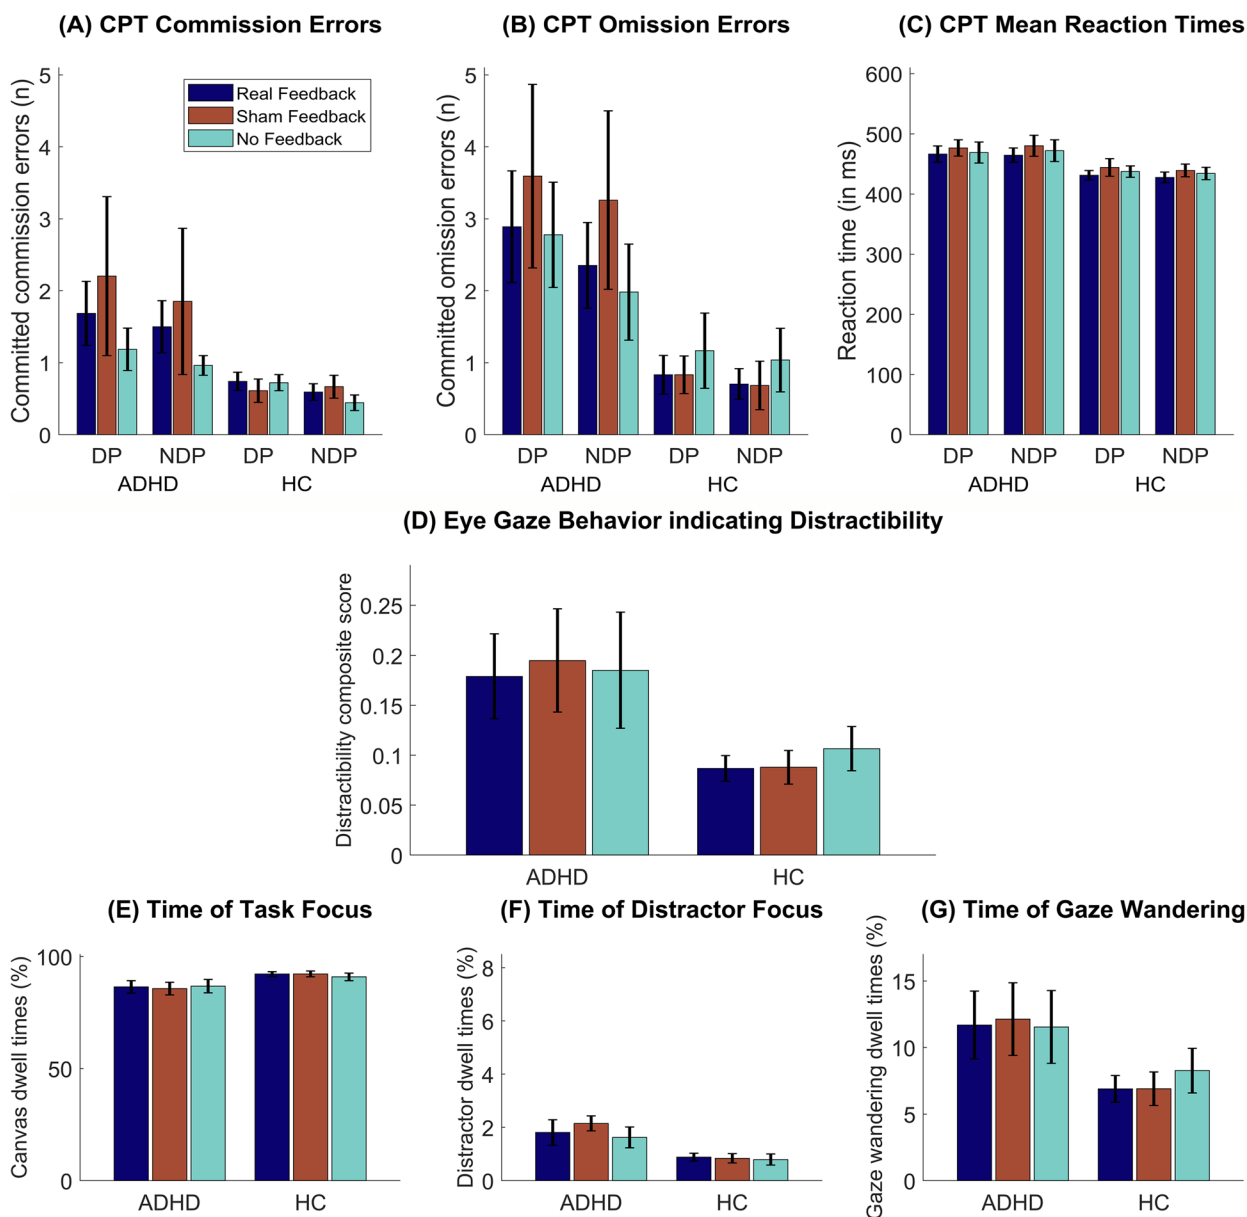 (A) CPT Commission Errors
Committed commission errors (n)
5
4
3
2
1
0
Real Feedback
Sham Feedback
No Feedback
DP NDP DP NDP
ADHD HC
(B) CPT Omission Errors
Committed omission errors (n)
5
4
3
2
1
0
DP NDP DP NDP
ADHD HC
(C) CPT Mean Reaction Times
Reaction time (in ms)
600
500
400
300
200
100
0
DP NDP DP NDP
ADHD HC
(D) Eye Gaze Behavior indicating Distractibility
Distractibility composite score
0.25
0.2
0.15
0.1
0.05
0
ADHD HC
(E) Time of Task Focus
Canvas dwell times (%)
100
50
0
ADHD HC
(F) Time of Distractor Focus
Distractor dwell times (%)
8
6
4
2
0
ADHD HC
(G) Time of Gaze Wandering
Gaze wandering dwell times (%)
15
10
5
0
ADHD HC